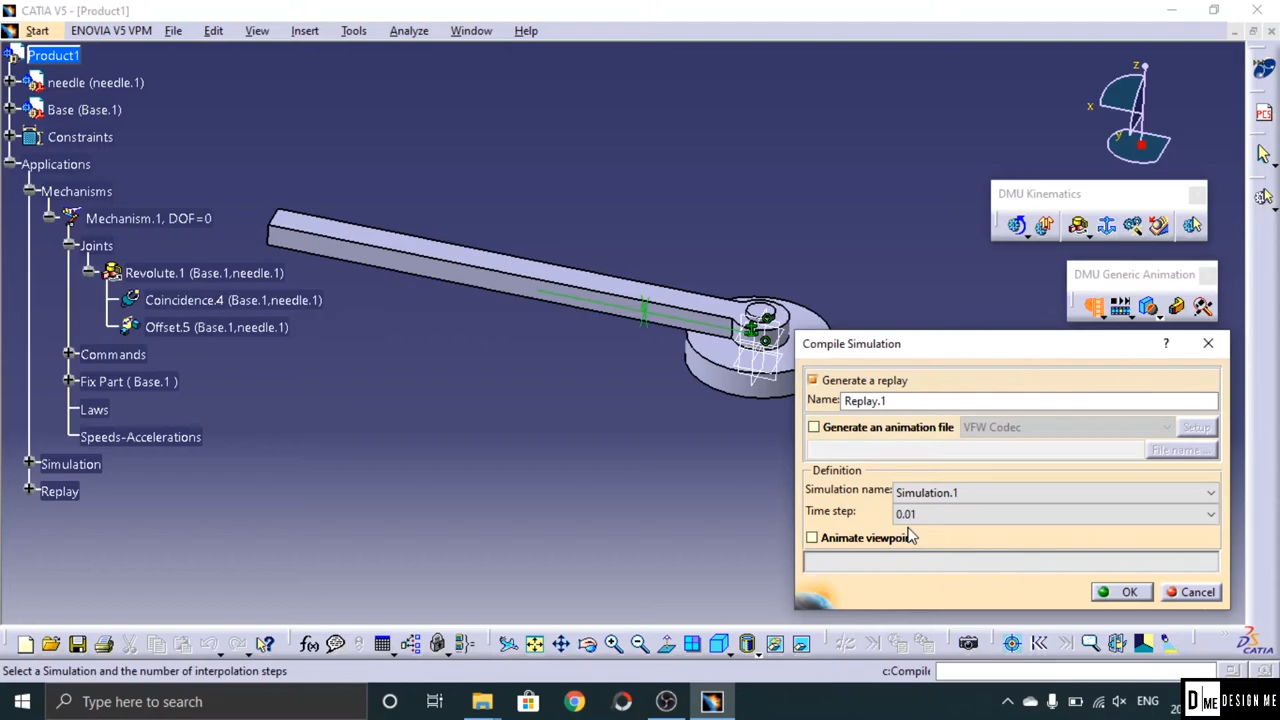 CATIA V5 - [Product1]
Start ENOVIA V5 VPM File Edit View Insert Tools Analyze Window Help
Product1
needle (needle.1)
Base (Base.1)
Constraints
Applications
Mechanisms
Mechanism.1, DOF=0
Joints
Revolute.1 (Base.1,needle.1)
Coincidence.4 (Base.1,needle.1)
Offset.5 (Base.1,needle.1)
Commands
Fix Part ( Base.1 )
Laws
Speeds-Accelerations
Simulation
Replay
z
x
y
PCS
DMU Kinematics
DMU Generic Animation
Compile Simulation ?
Generate a replay
Name: Replay.1
Generate an animation file VFW Codec Setup
File name ...
Definition
Simulation name: Simulation.1
Time step: 0.01
Animate viewpoin
OK Cancel
f(x)
CATIA
Select a Simulation and the number of interpolation steps c:Compile
Type here to search
ENG
D ME DESIGN ME